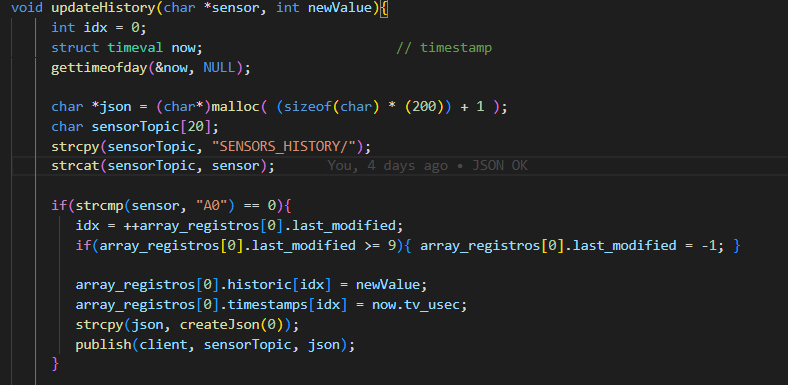 void updateHistory(char *sensor, int newValue){
int idx = 0;
struct timeval now; // timestamp
gettimeofday(&now, NULL);
char *json = (char*)malloc( (sizeof(char) * (200)) + 1 );
char sensorTopic[20];
strcpy(sensorTopic, "SENSORS_HISTORY/");
strcat(sensorTopic, sensor); You, 4 days ago • JSON OK
if(strcmp(sensor, "A0") == 0){
idx = ++array_registros[0].last_modified;
if(array_registros[0].last_modified >= 9){ array_registros[0].last_modified = -1; }
array_registros[0].historic[idx] = newValue;
array_registros[0].timestamps[idx] = now.tv_usec;
strcpy(json, createJson(0));
publish(client, sensorTopic, json);
}